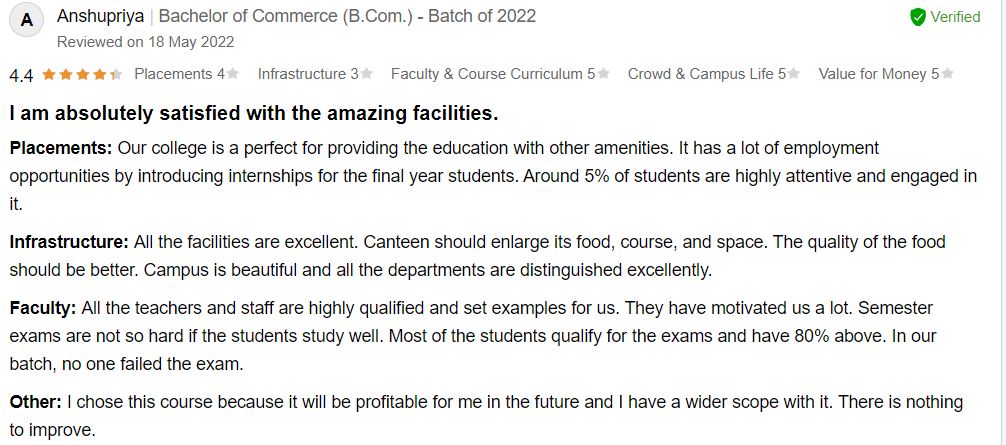 A
Anshupriya | Bachelor of Commerce (B.Com.) - Batch of 2022
Verified
Reviewed on 18 May 2022
4.4 Placements 4 Infrastructure 3 Faculty & Course Curriculum 5 Crowd & Campus Life 5 Value for Money 5
I am absolutely satisfied with the amazing facilities.
Placements: Our college is a perfect for providing the education with other amenities. It has a lot of employment
opportunities by introducing internships for the final year students. Around 5% of students are highly attentive and engaged in
it.
Infrastructure: All the facilities are excellent. Canteen should enlarge its food, course, and space. The quality of the food
should be better. Campus is beautiful and all the departments are distinguished excellently.
Faculty: All the teachers and staff are highly qualified and set examples for us. They have motivated us a lot. Semester
exams are not so hard if the students study well. Most of the students qualify for the exams and have 80% above. In our
batch, no one failed the exam.
Other: I chose this course because it will be profitable for me in the future and I have a wider scope with it. There is nothing
to improve.